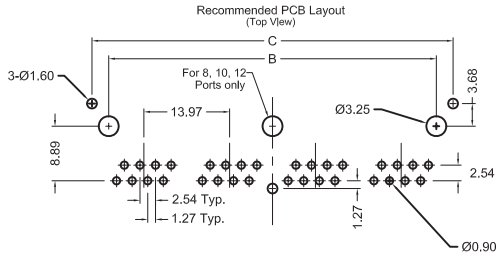 Recommended PCB Layout
(Top View)
C
B
3-Ø1.60
For 8, 10, 12
Ports only
3.68
13.97
Ø3.25
8.89
2.54
2.54 Typ.
1.27
1.27 Typ.
Ø0.90